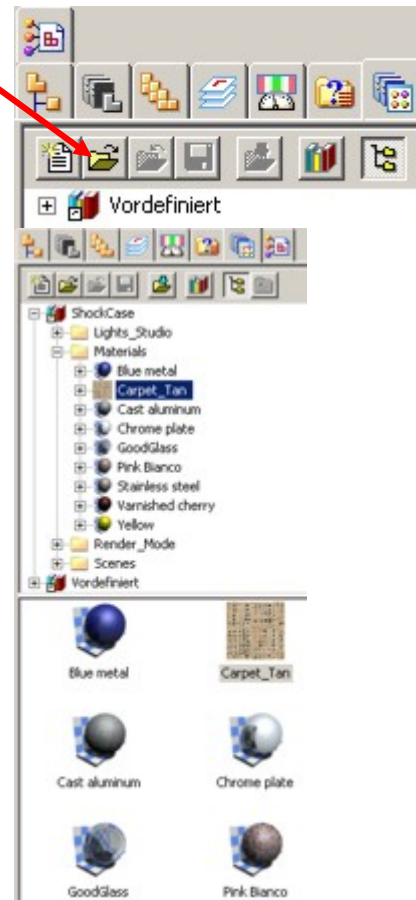 Vordefiniert
ShockCase
Lights_Studio
Materials
Blue metal
Carpet_Tan
Cast aluminum
Chrome plate
GoodGlass
Pink Bianco
Stainless steel
Varnished cherry
Yellow
Render_Mode
Scenes
Vordefiniert
Blue metal Carpet_Tan
Cast aluminum Chrome plate
GoodGlass Pink Bianco